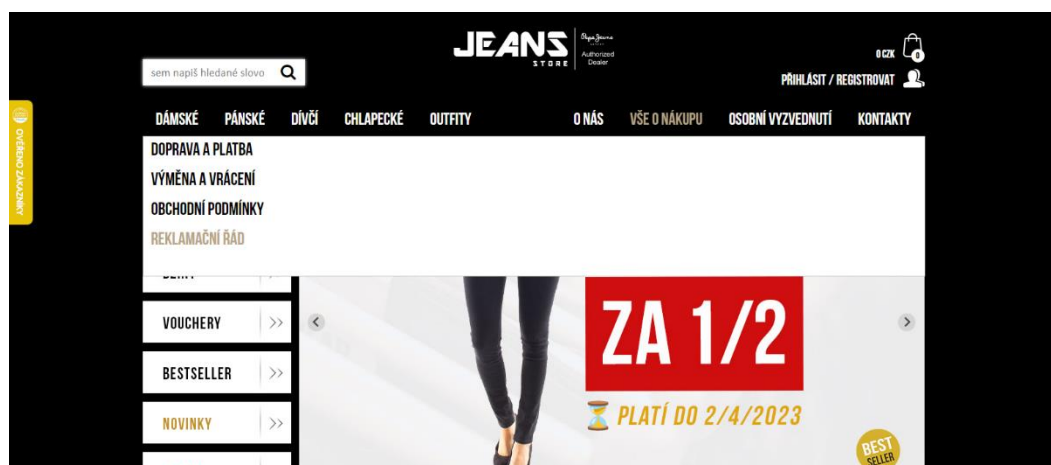 JEANS
STORE
Pepe Jeans
Authorized
Dealer
0 CZK
0
sem napiš hledané slovo
PŘIHLÁSIT / REGISTROVAT
DÁMSKÉ PÁNSKÉ DÍVČÍ CHLAPECKÉ OUTFITY O NÁS VŠE O NÁKUPU OSOBNÍ VYZVEDNUTÍ KONTAKTY
OVĚŘENO ZÁKAZNÍKY
DOPRAVA A PLATBA
VÝMĚNA A VRÁCENÍ
OBCHODNÍ PODMÍNKY
REKLAMAČNÍ ŘÁD
VOUCHERY
BESTSELLER
NOVINKY
ZA 1/2
PLATÍ DO 2/4/2023
BEST
SELLER